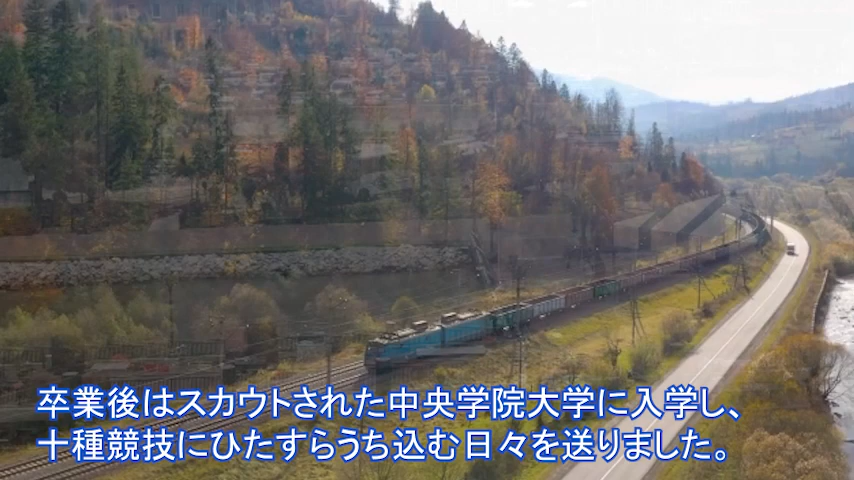 卒業後はスカウトされた中央学院大学に入学し、
十種競技にひたすらうち込む日々を送りました。